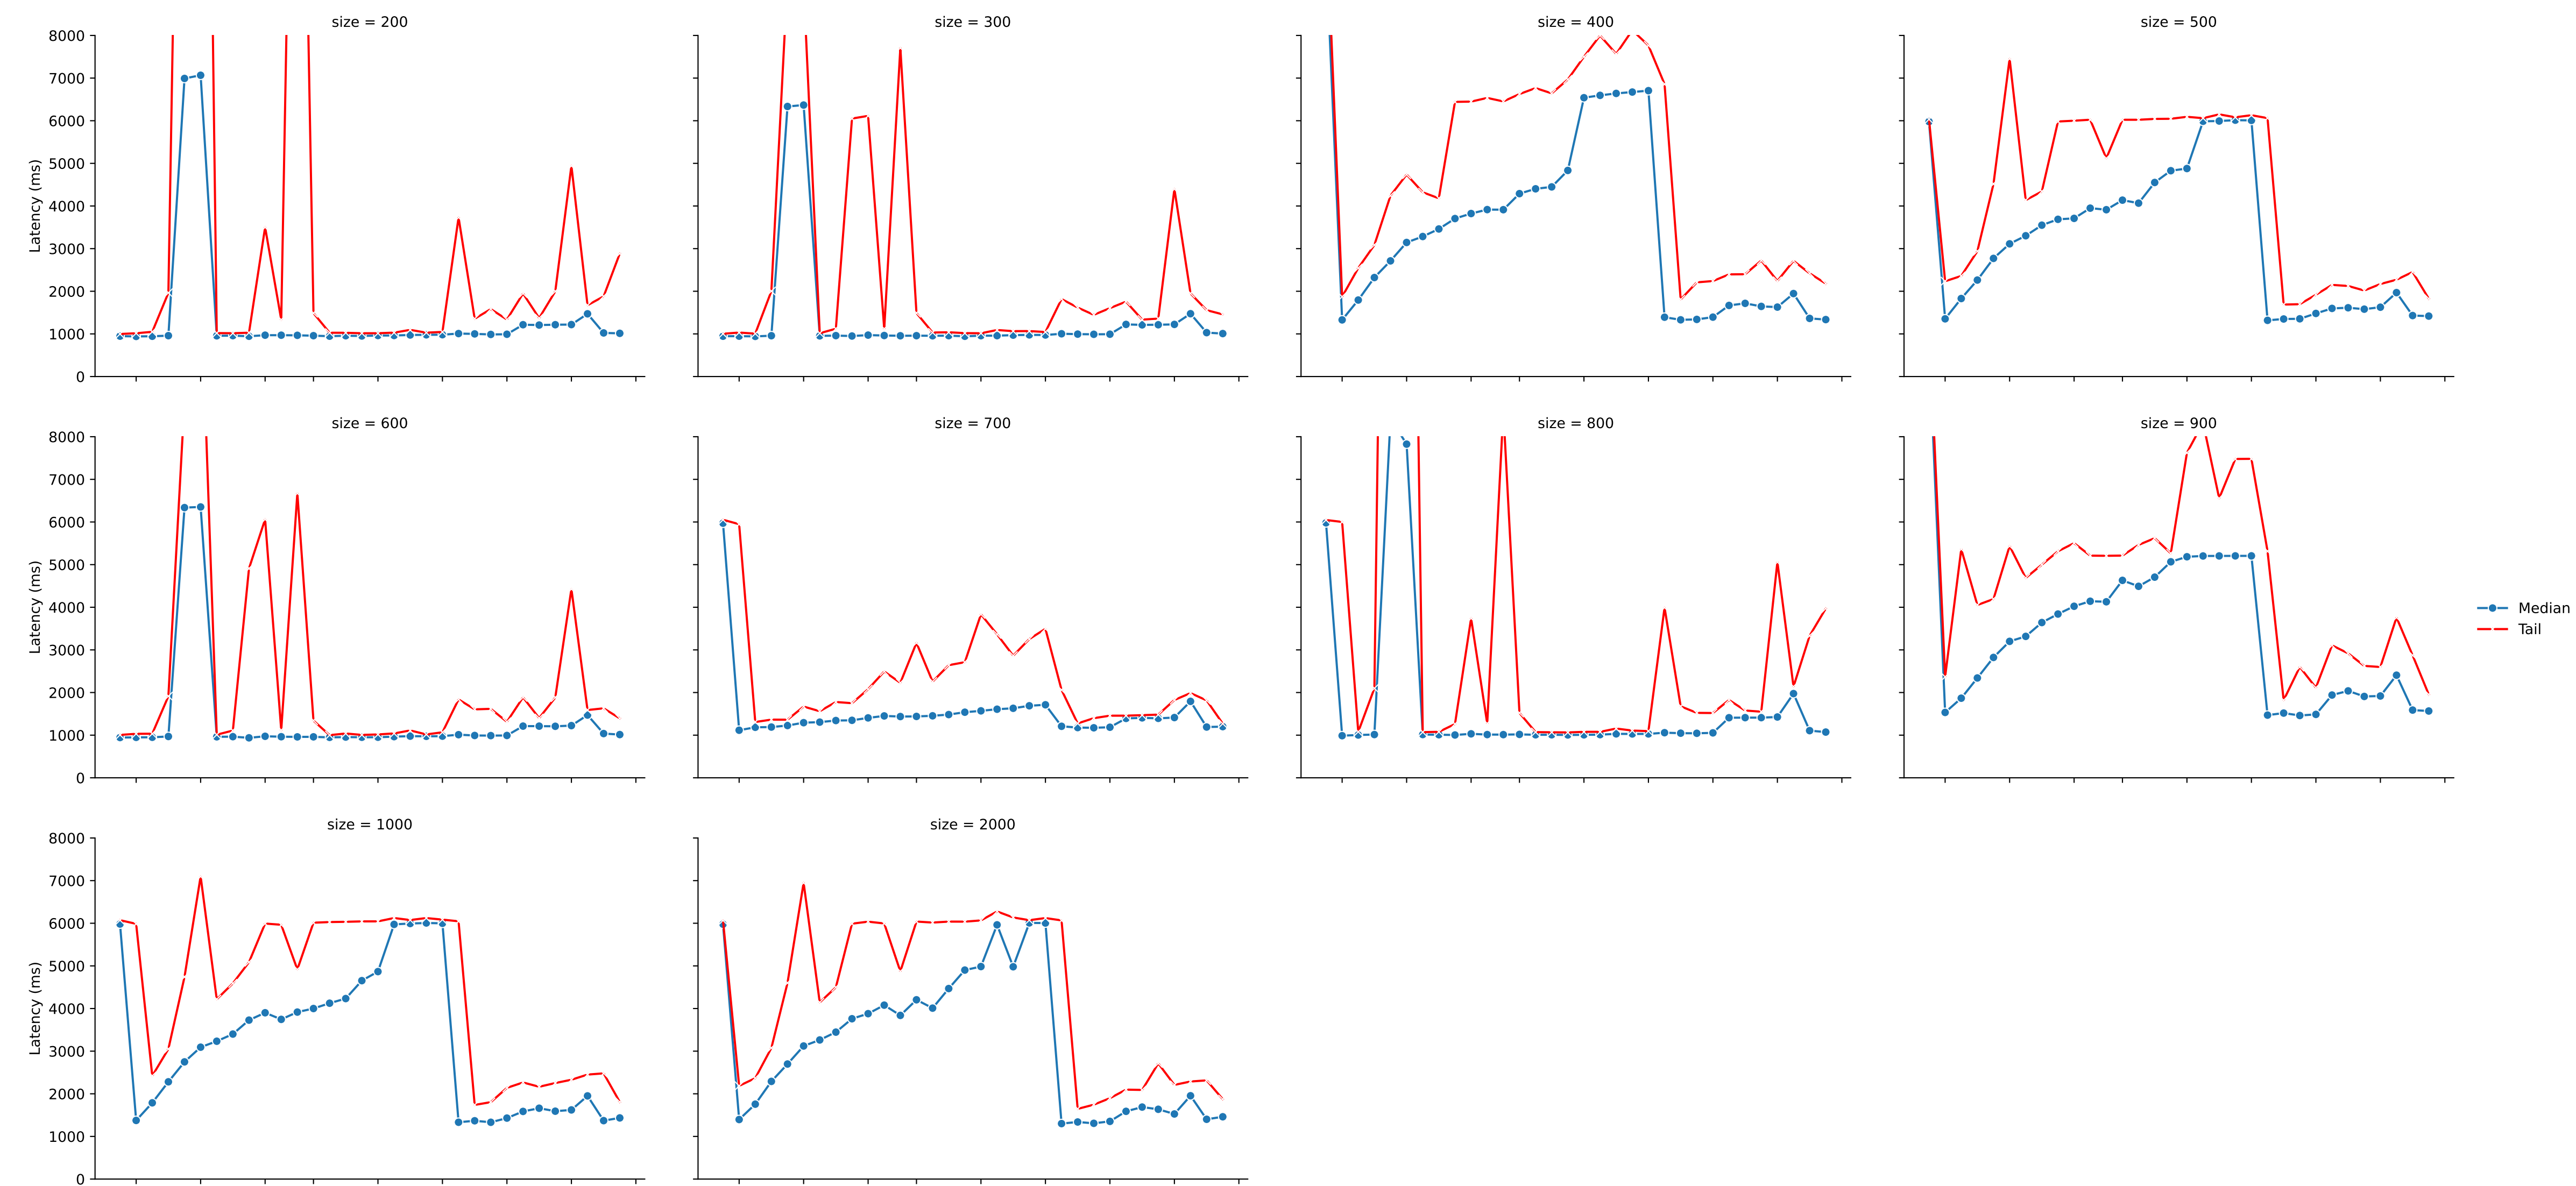 size = 200
size = 300
size = 400
size = 500
8000
7000
6000
5000
4000
3000
2000
1000
0
Latency (ms)
size = 600
size = 700
size = 800
size = 900
8000
7000
6000
5000
4000
3000
2000
1000
0
Latency (ms)
Median
Tail
size = 1000
size = 2000
8000
7000
6000
5000
4000
3000
2000
1000
0
Latency (ms)